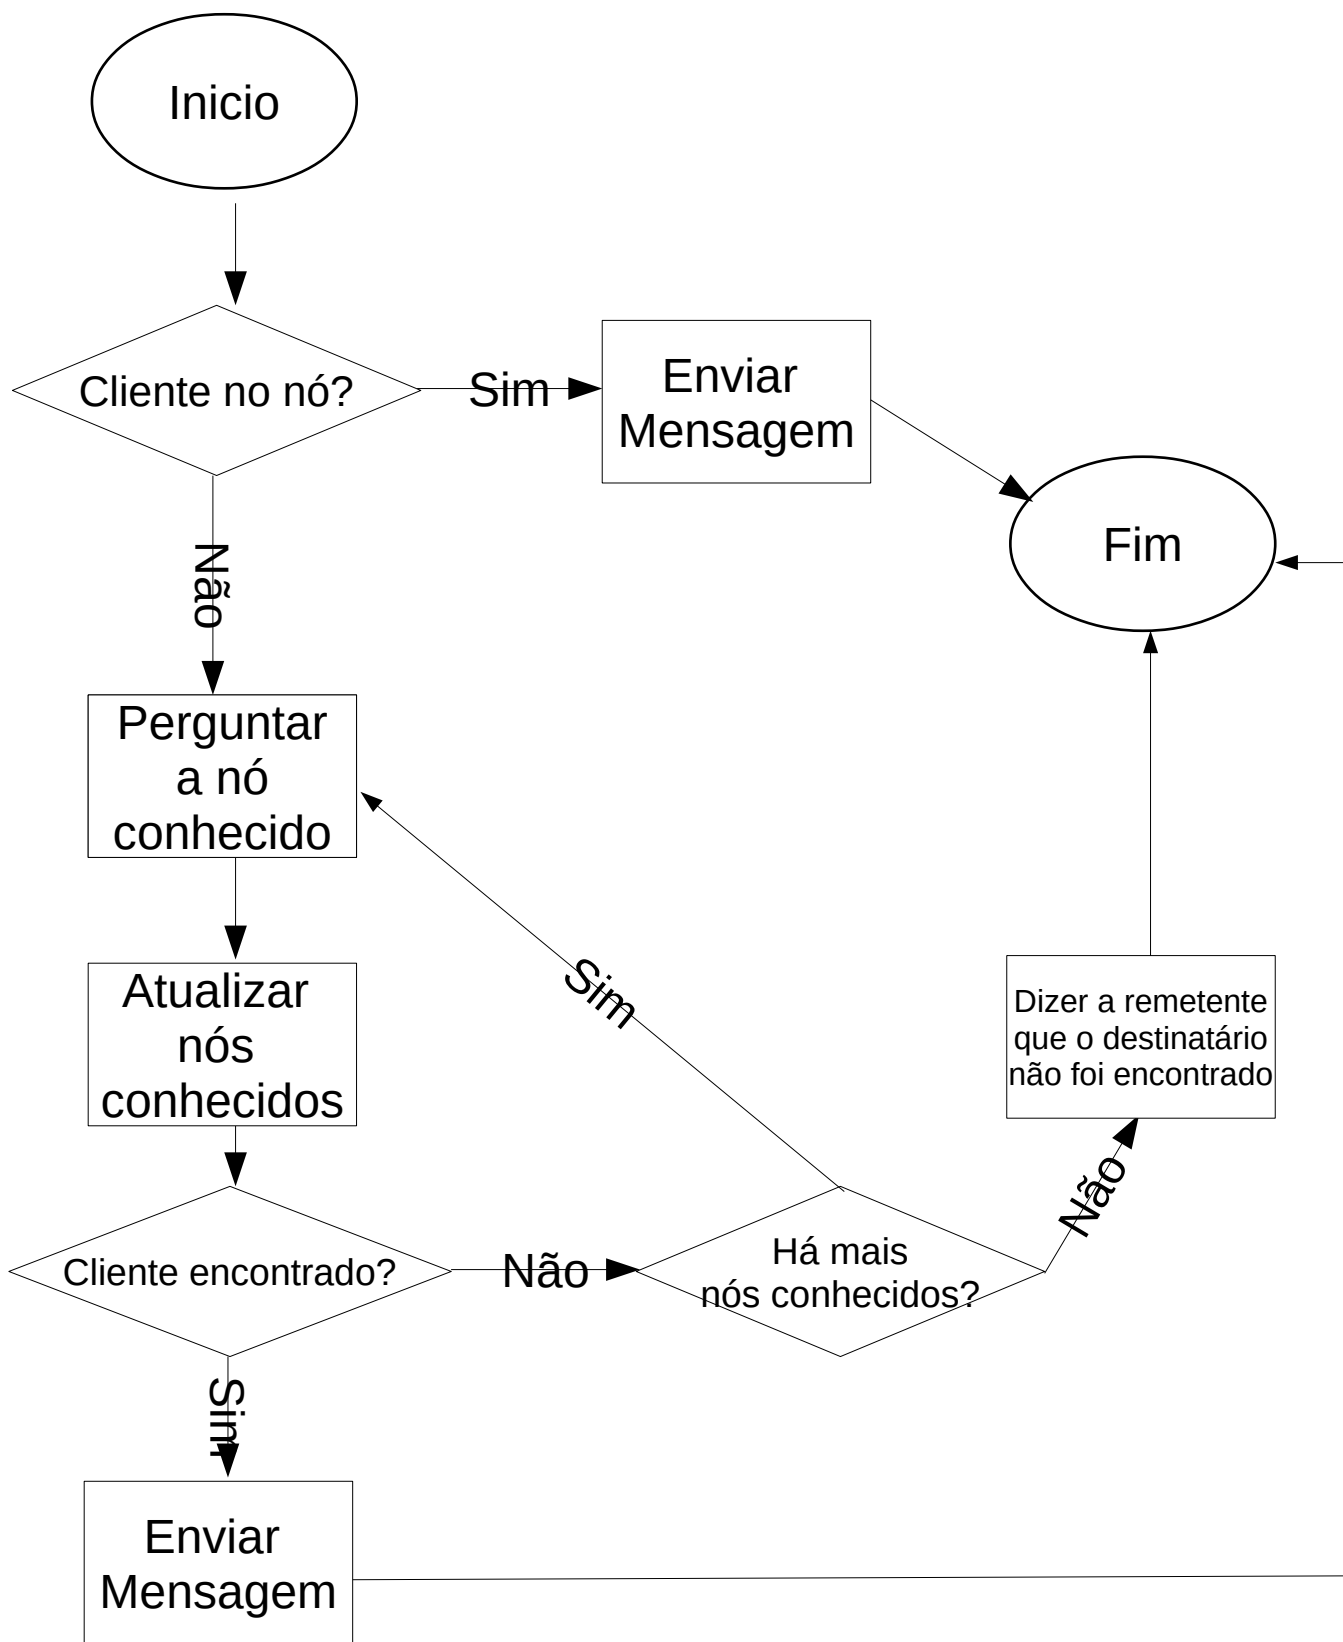 Inicio
Cliente no nó?
Sim
Enviar
Mensagem
Fim
Não
Perguntar
a nó
conhecido
Sim
Atualizar
nós
conhecidos
Dizer a remetente
que o destinatário
não foi encontrado
Não
Cliente encontrado?
Não
Há mais
nós conhecidos?
Sim
Enviar
Mensagem